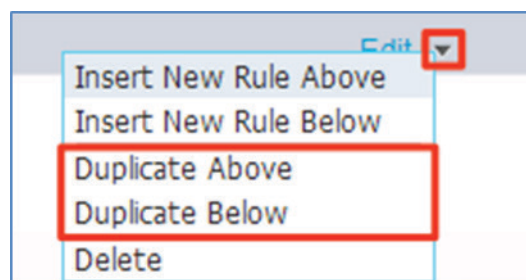 Edit
Insert New Rule Above
Insert New Rule Below
Duplicate Above
Duplicate Below
Delete